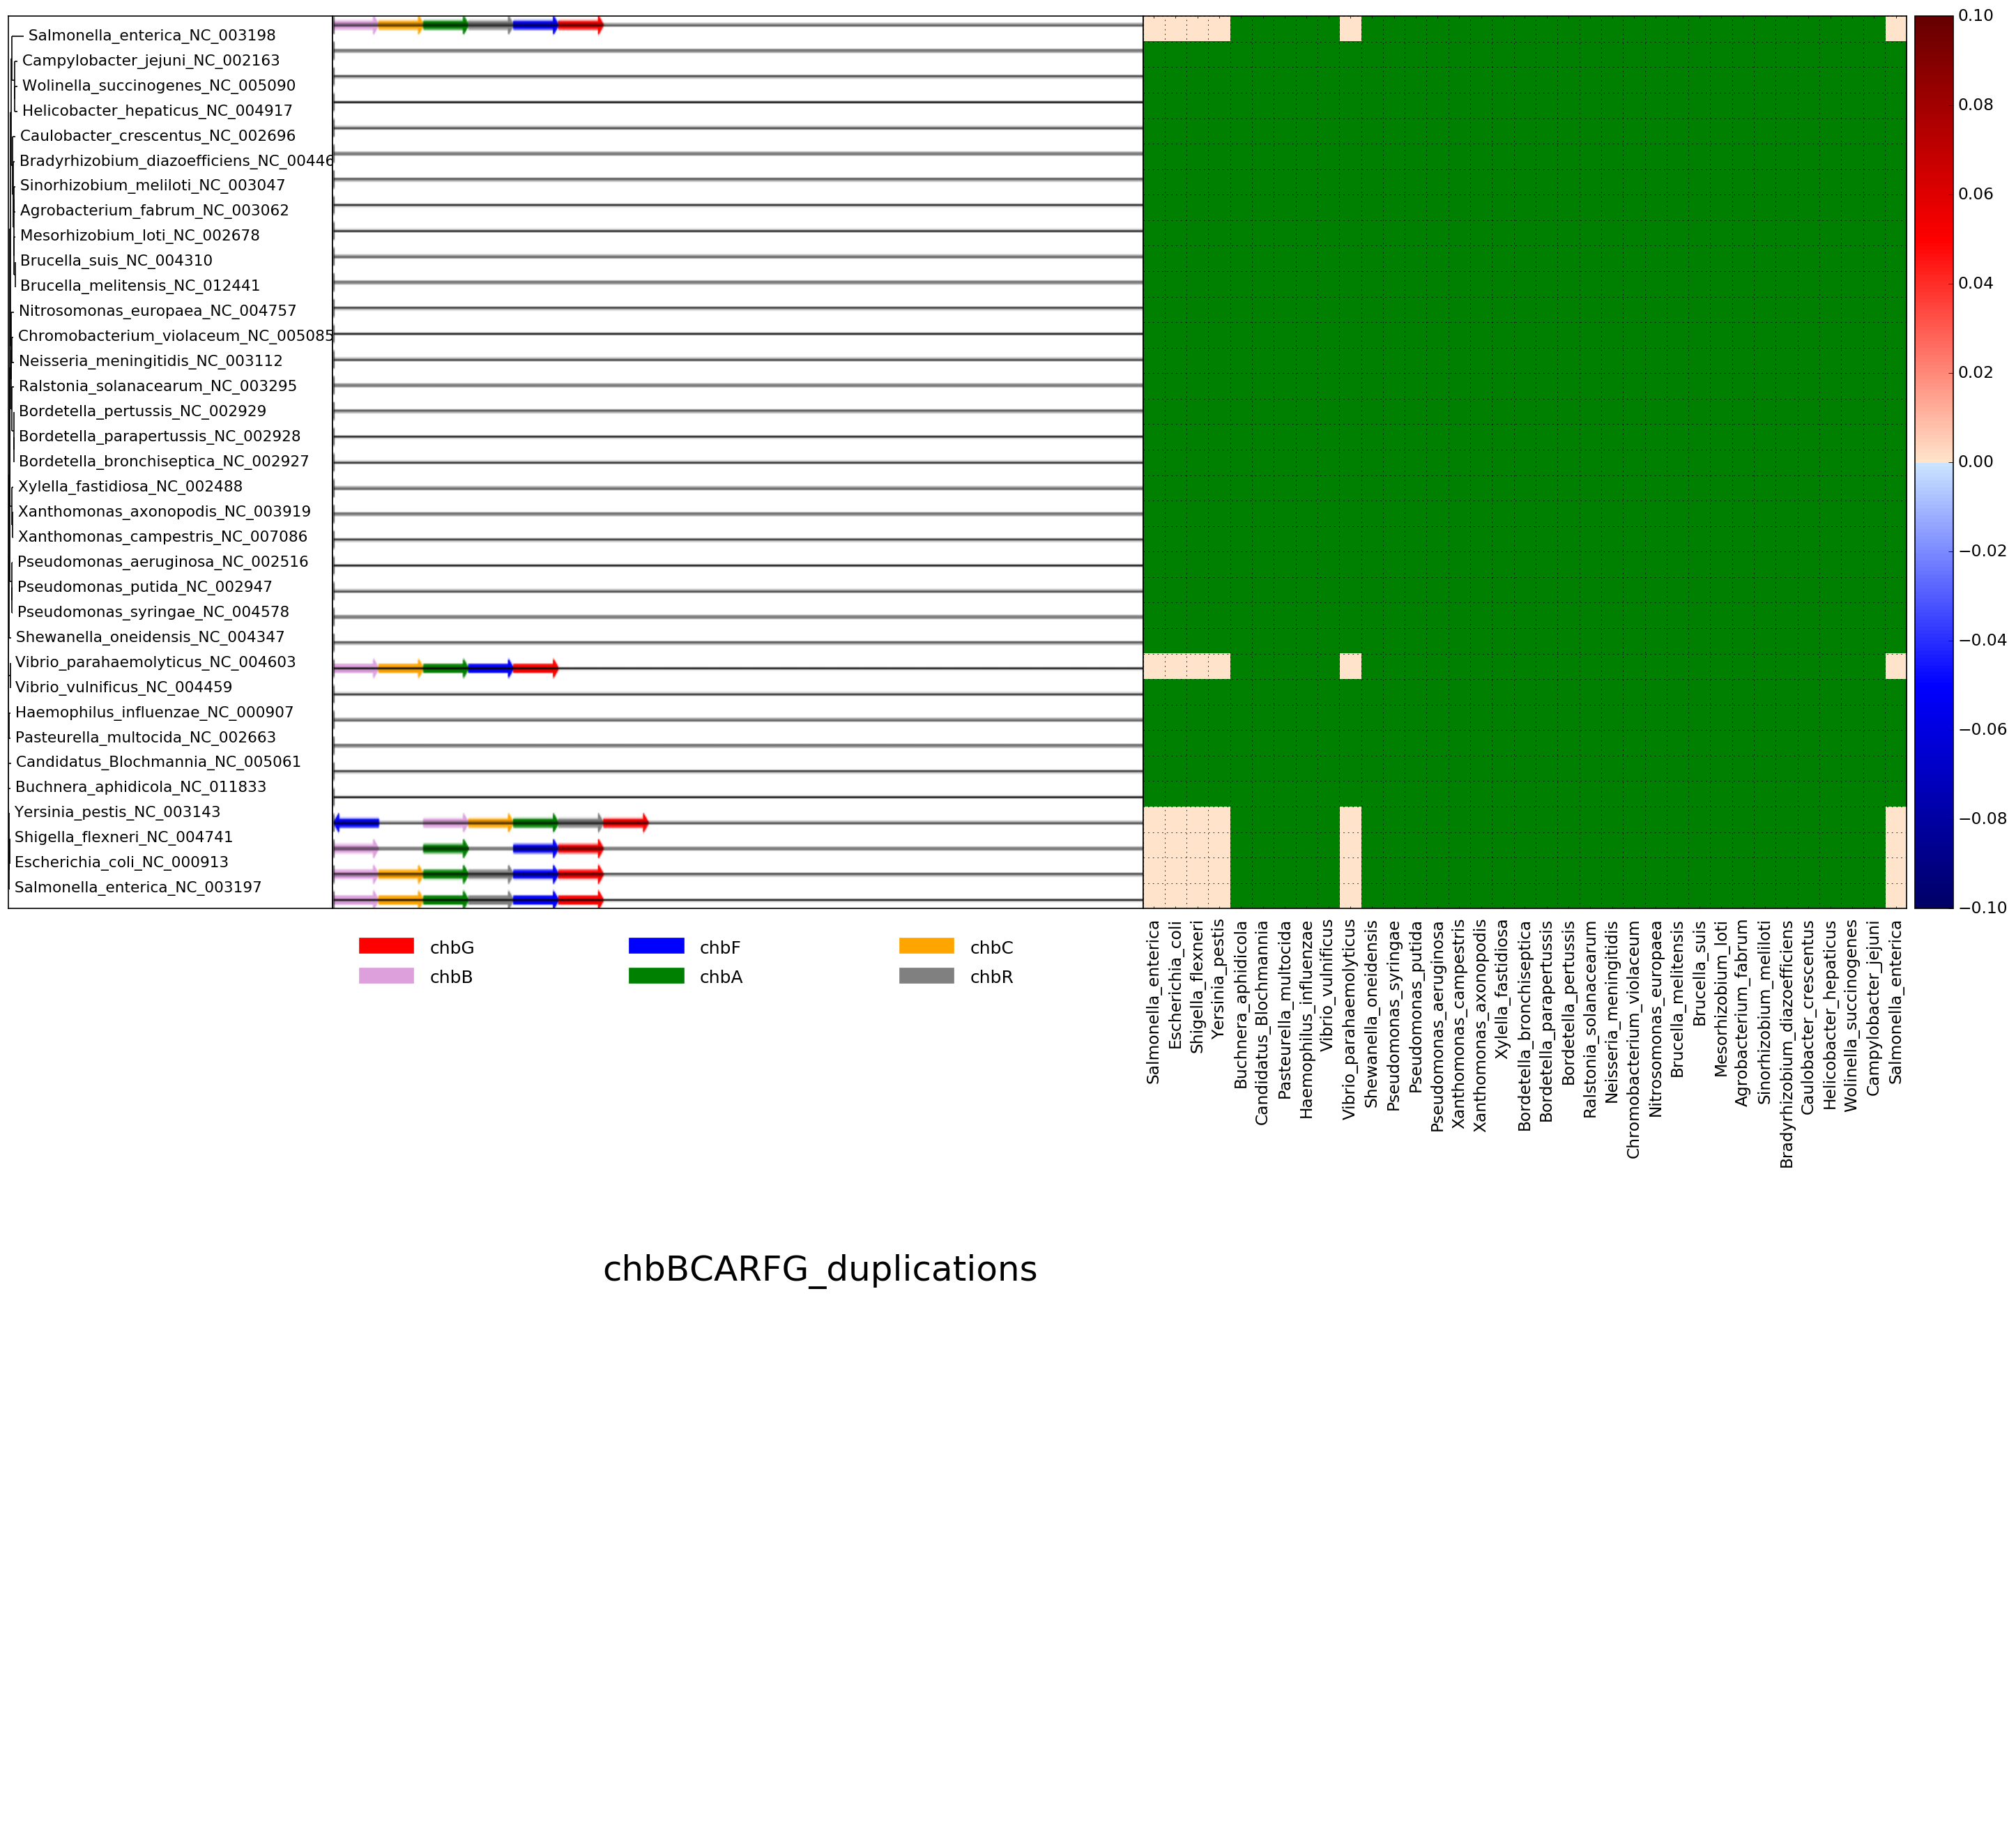 Salmonella_enterica_NC_003198
Campylobacter_jejuni_NC_002163
Wolinella_succinogenes_NC_005090
Helicobacter_hepaticus_NC_004917
Caulobacter_crescentus_NC_002696
Bradyrhizobium_diazoefficiens_NC_00446
Sinorhizobium_meliloti_NC_003047
Agrobacterium_fabrum_NC_003062
Mesorhizobium_loti_NC_002678
Brucella_suis_NC_004310
Brucella_melitensis_NC_012441
Nitrosomonas_europaea_NC_004757
Chromobacterium_violaceum_NC_005085
Neisseria_meningitidis_NC_003112
Ralstonia_solanacearum_NC_003295
Bordetella_pertussis_NC_002929
Bordetella_parapertussis_NC_002928
Bordetella_bronchiseptica_NC_002927
Xylella_fastidiosa_NC_002488
Xanthomonas_axonopodis_NC_003919
Xanthomonas_campestris_NC_007086
Pseudomonas_aeruginosa_NC_002516
Pseudomonas_putida_NC_002947
Pseudomonas_syringae_NC_004578
Shewanella_oneidensis_NC_004347
Vibrio_parahaemolyticus_NC_004603
Vibrio_vulnificus_NC_004459
Haemophilus_influenzae_NC_000907
Pasteurella_multocida_NC_002663
Candidatus_Blochmannia_NC_005061
Buchnera_aphidicola_NC_011833
Yersinia_pestis_NC_003143
Shigella_flexneri_NC_004741
Escherichia_coli_NC_000913
Salmonella_enterica_NC_003197
0.10
0.08
0.06
0.04
0.02
0.00
−0.02
−0.04
−0.06
−0.08
−0.10
chbG chbF chbC
chbB chbA chbR
Salmonella_enterica
Escherichia_coli
Shigella_flexneri
Yersinia_pestis
Buchnera_aphidicola
Candidatus_Blochmannia
Pasteurella_multocida
Haemophilus_influenzae
Vibrio_vulnificus
Vibrio_parahaemolyticus
Shewanella_oneidensis
Pseudomonas_syringae
Pseudomonas_putida
Pseudomonas_aeruginosa
Xanthomonas_campestris
Xanthomonas_axonopodis
Xylella_fastidiosa
Bordetella_bronchiseptica
Bordetella_parapertussis
Bordetella_pertussis
Ralstonia_solanacearum
Neisseria_meningitidis
Chromobacterium_violaceum
Nitrosomonas_europaea
Brucella_melitensis
Brucella_suis
Mesorhizobium_loti
Agrobacterium_fabrum
Sinorhizobium_meliloti
Bradyrhizobium_diazoefficiens
Caulobacter_crescentus
Helicobacter_hepaticus
Wolinella_succinogenes
Campylobacter_jejuni
Salmonella_enterica
chbBCARFG_duplications